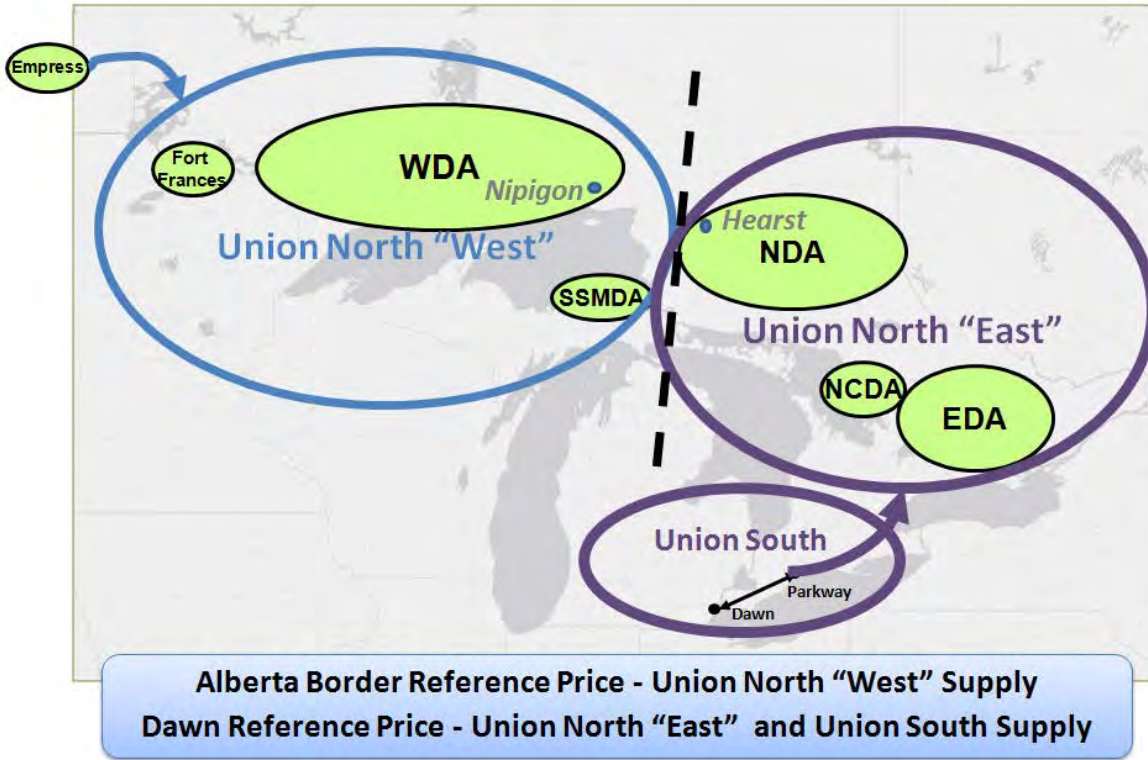 Empress
Fort
Frances
WDA
Nipigon
Union North “West”
SSMDA
Hearst
NDA
Union North “East”
NCDA
EDA
Union South
Parkway
Dawn
Alberta Border Reference Price - Union North “West” Supply
Dawn Reference Price - Union North “East” and Union South Supply